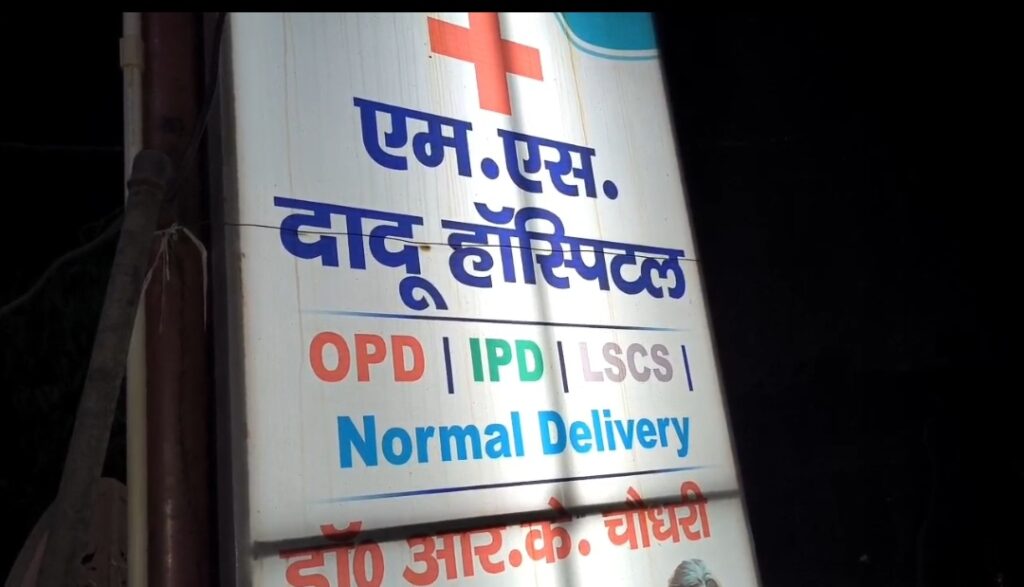 एम.एस.
दादू हॉस्पिटल
OPD | IPD | LSCS |
Normal Delivery
डॉ० आर.के. चौधरी